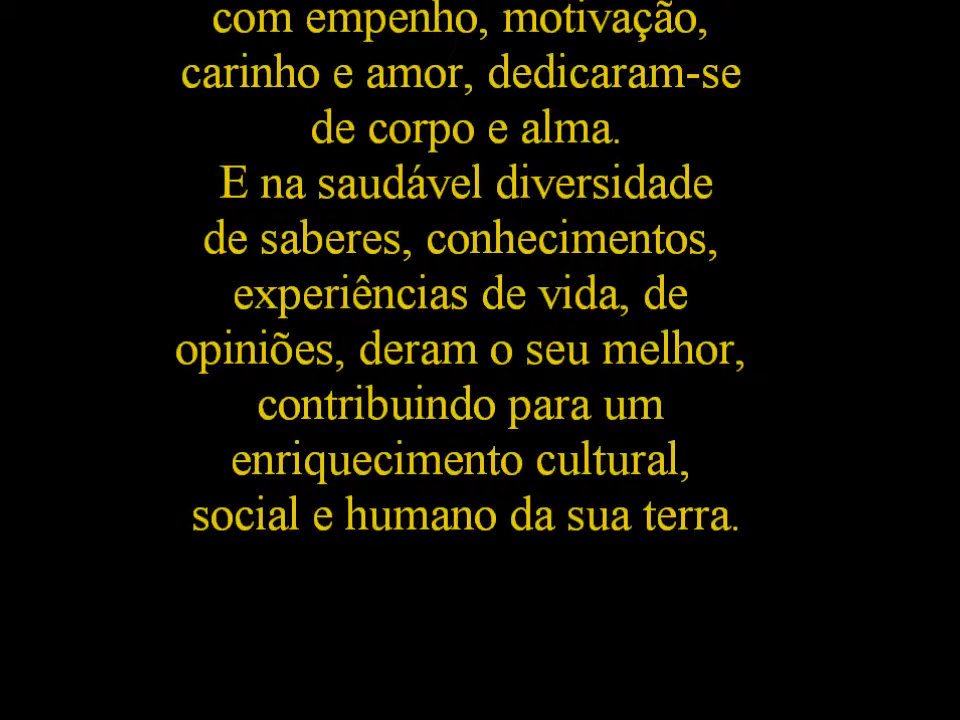 com empenho, motivação,
carinho e amor, dedicaram-se
de corpo e alma.
E na saudável diversidade
de saberes, conhecimentos,
experiências de vida, de
opiniões, deram o seu melhor,
contribuindo para um
enriquecimento cultural,
social e humano da sua terra.